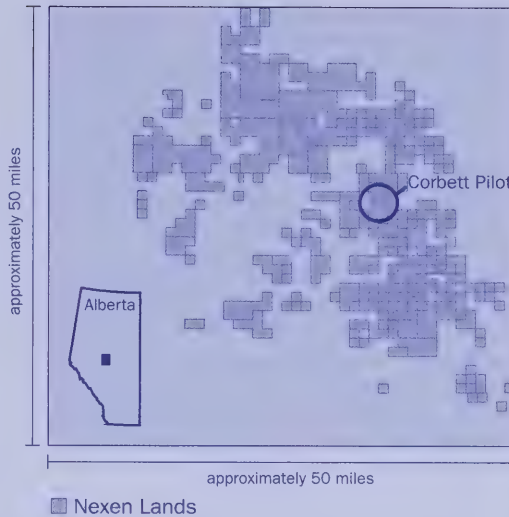 Corbett Pilot
approximately 50 miles
Alberta
approximately 50 miles
Nexen Lands